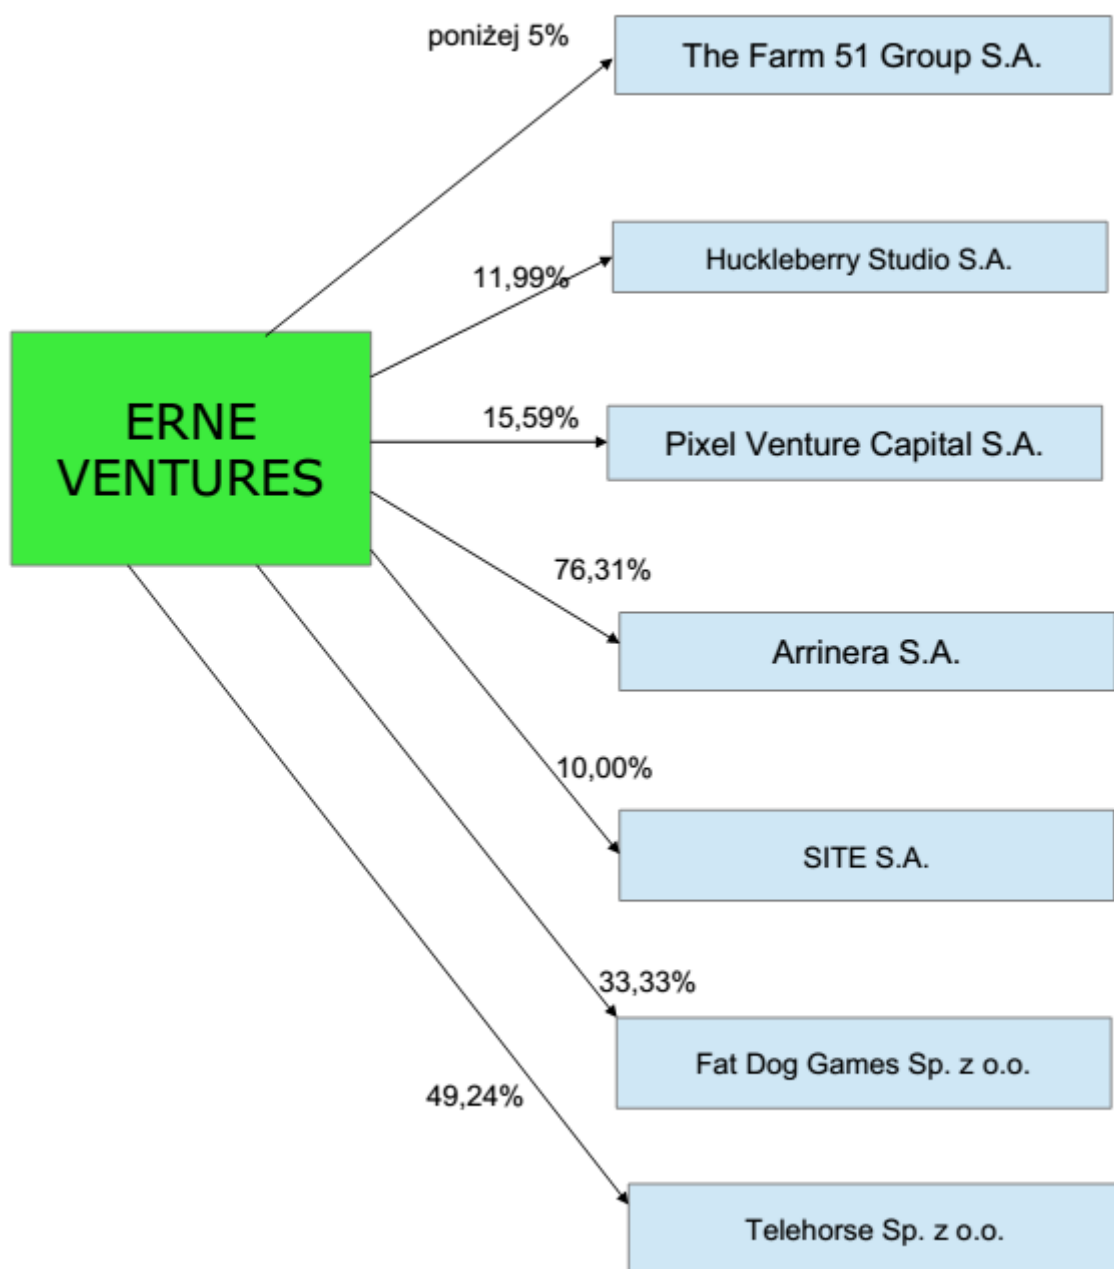 poniżej 5%
The Farm 51 Group S.A.
11,99%
Huckleberry Studio S.A.
ERNE
VENTURES
15,59%
Pixel Venture Capital S.A.
76,31%
Arrinera S.A.
10,00%
SITE S.A.
33,33%
Fat Dog Games Sp. z o.o.
49,24%
Telehorse Sp. z o.o.